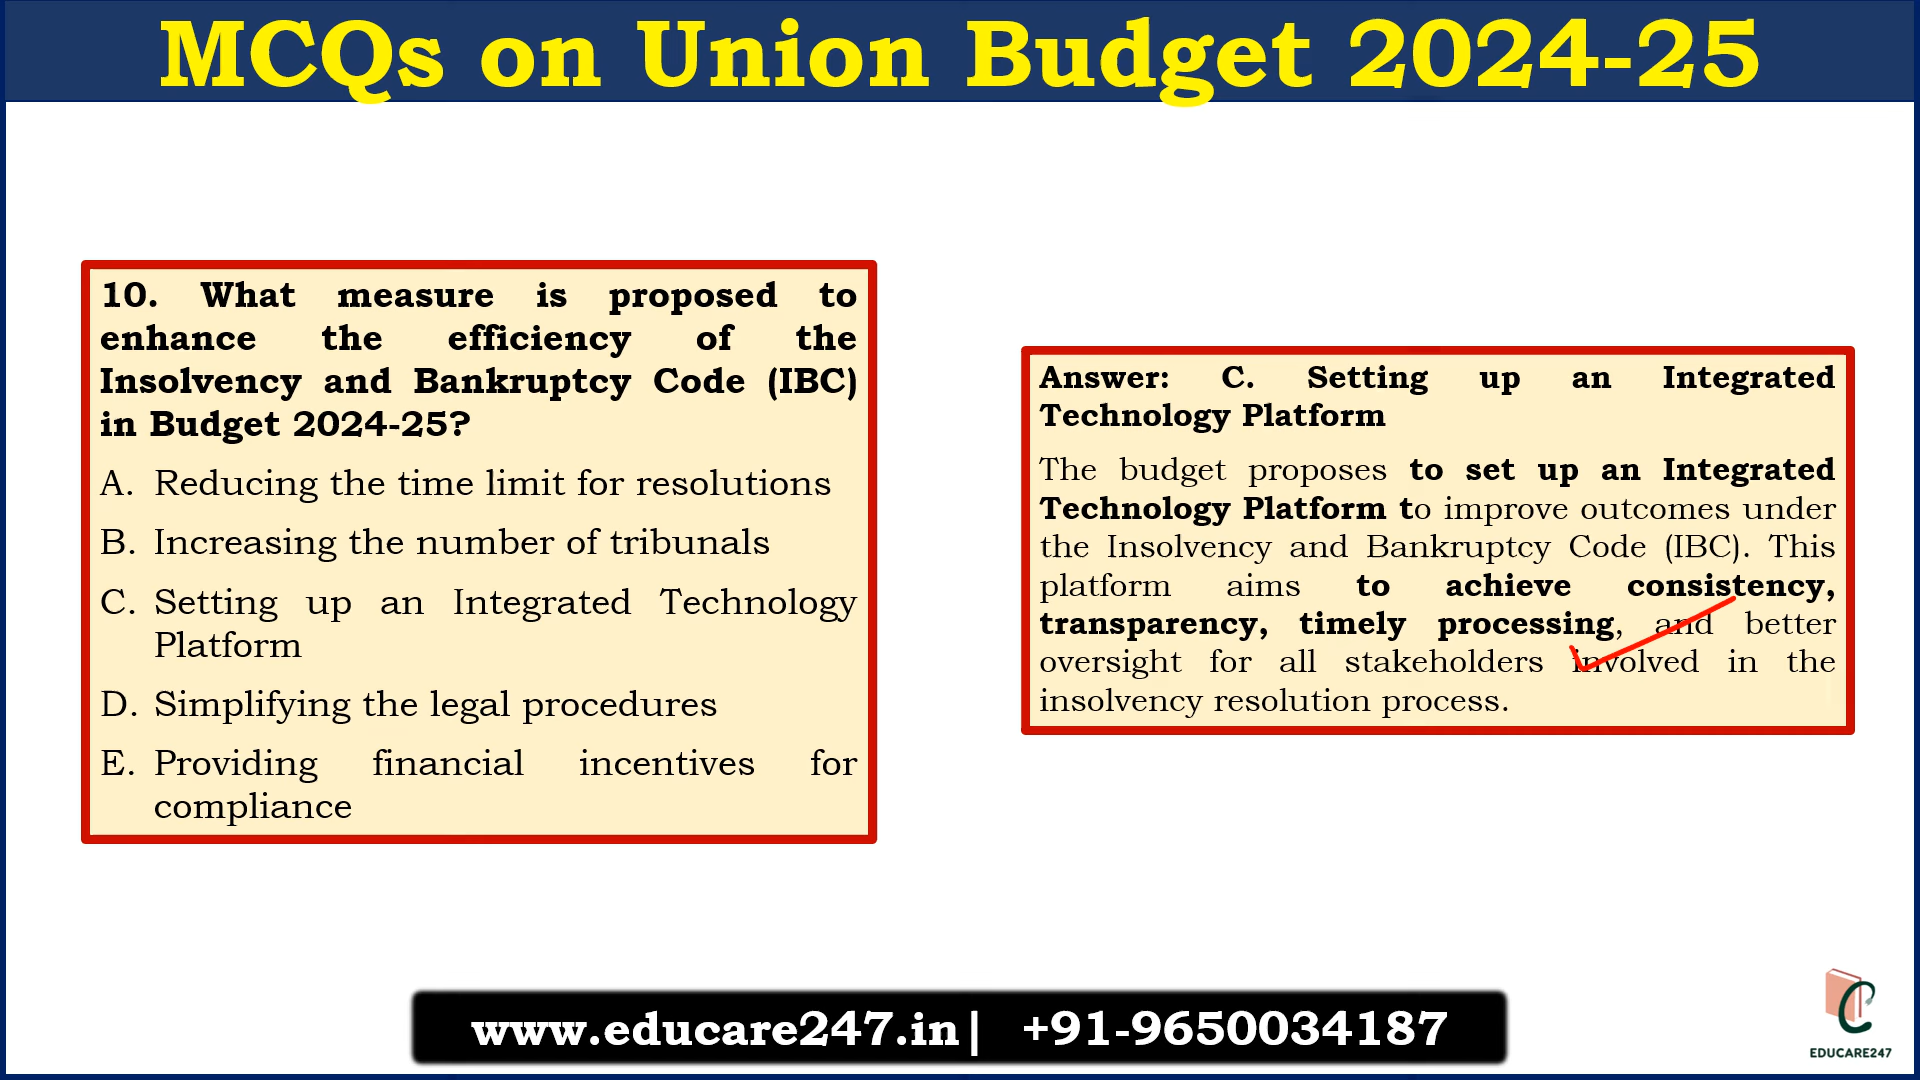 MCQs on Union Budget 2024-25
10. What measure is proposed to
enhance the efficiency of the
Insolvency and Bankruptcy Code (IBC)
in Budget 2024-25?
A. Reducing the time limit for resolutions
B. Increasing the number of tribunals
C. Setting up an Integrated Technology
Platform
D. Simplifying the legal procedures
E. Providing financial incentives for
compliance
Answer: C. Setting up an Integrated
Technology Platform
The budget proposes to set up an Integrated
Technology Platform to improve outcomes under
the Insolvency and Bankruptcy Code (IBC). This
platform aims to achieve consistency,
transparency, timely processing, and better
oversight for all stakeholders involved in the
insolvency resolution process.
www.educare247.in| +91-9650034187
EDUCARE247